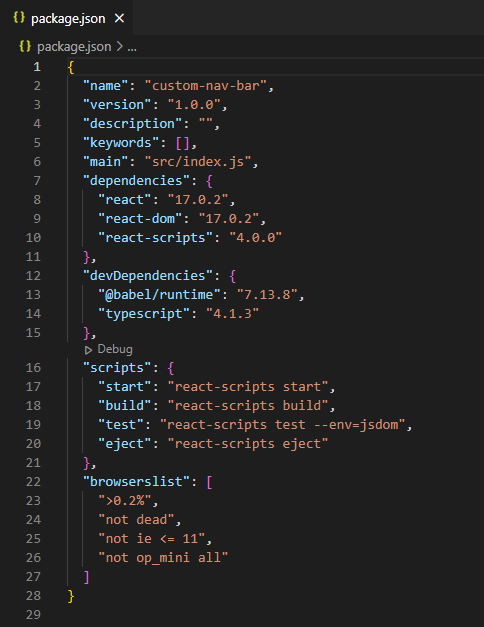 {} package.json ×
{} package.json > ...
1 {
2 "name": "custom-nav-bar",
3 "version": "1.0.0",
4 "description": "",
5 "keywords": [],
6 "main": "src/index.js",
7 "dependencies": {
8 "react": "17.0.2",
9 "react-dom": "17.0.2",
10 "react-scripts": "4.0.0"
11 },
12 "devDependencies": {
13 "@babel/runtime": "7.13.8",
14 "typescript": "4.1.3"
15 },
Debug
16 "scripts": {
17 "start": "react-scripts start",
18 "build": "react-scripts build",
19 "test": "react-scripts test --env=jsdom",
20 "eject": "react-scripts eject"
21 },
22 "browserslist": [
23 ">0.2%",
24 "not dead",
25 "not ie <= 11",
26 "not op_mini all"
27 ]
28 }
29